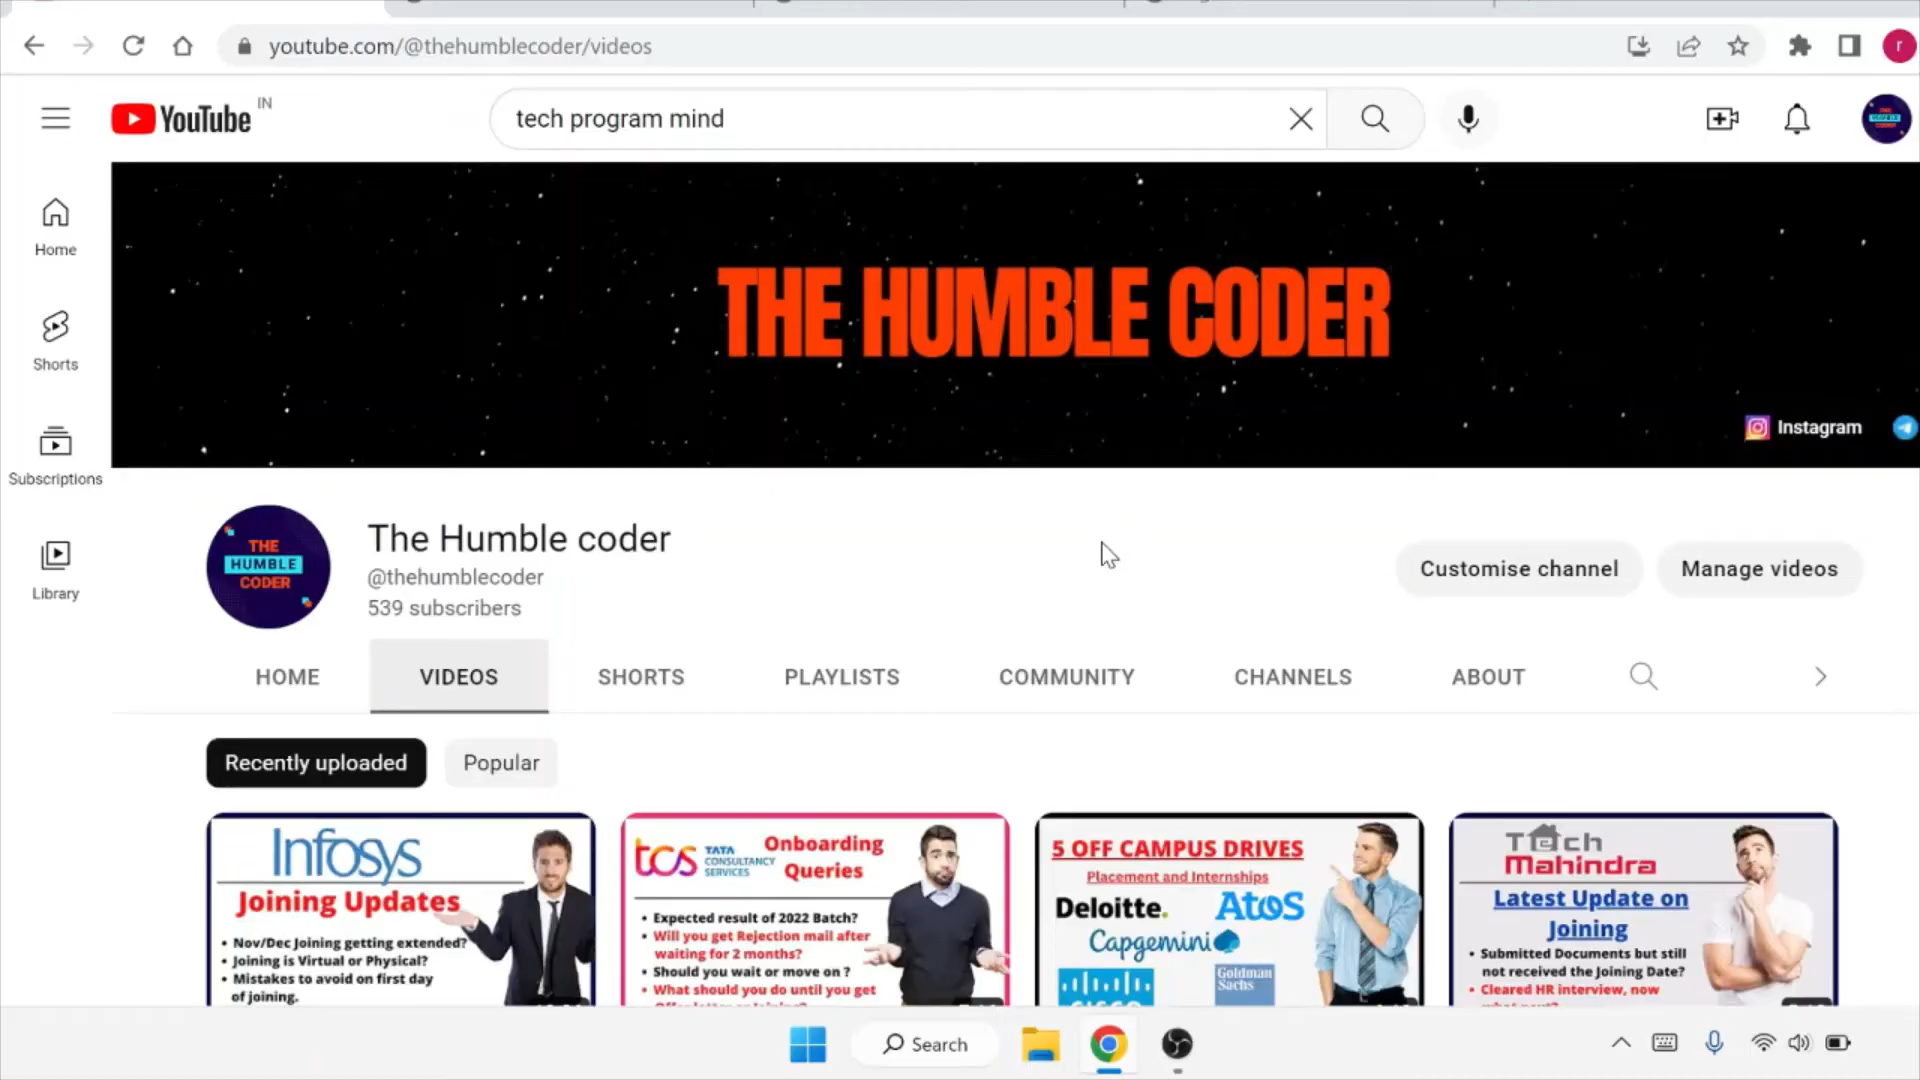 youtube.com/@thehumblecoder/videos
r
YouTube IN
tech program mind
THE HUMBLE CODER
Home
THE HUMBLE CODER
Shorts
Subscriptions
Library
Instagram
THE
HUMBLE
CODER
The Humble coder
@thehumblecoder
539 subscribers
Customise channel
Manage videos
HOME
VIDEOS
SHORTS
PLAYLISTS
COMMUNITY
CHANNELS
ABOUT
Recently uploaded
Popular
Infosys
Joining Updates
• Nov/Dec Joining getting extended?
• Joining is Virtual or Physical?
• Mistakes to avoid on first day
of joining.
tcs TATA
CONSULTANCY
SERVICES
Onboarding
Queries
• Expected result of 2022 Batch?
• Will you get Rejection mail after
waiting for 2 months?
• Should you wait or move on ?
• What should you do until you get
5 OFF CAMPUS DRIVES
Placement and Internships
Deloitte.
Atos
Capgemini
CISCO
Goldman
Sachs
Tech
Mahindra
Latest Update on
Joining
• Submitted Documents but still
not received the Joining Date?
• Cleared HR interview, now
what next?
Search